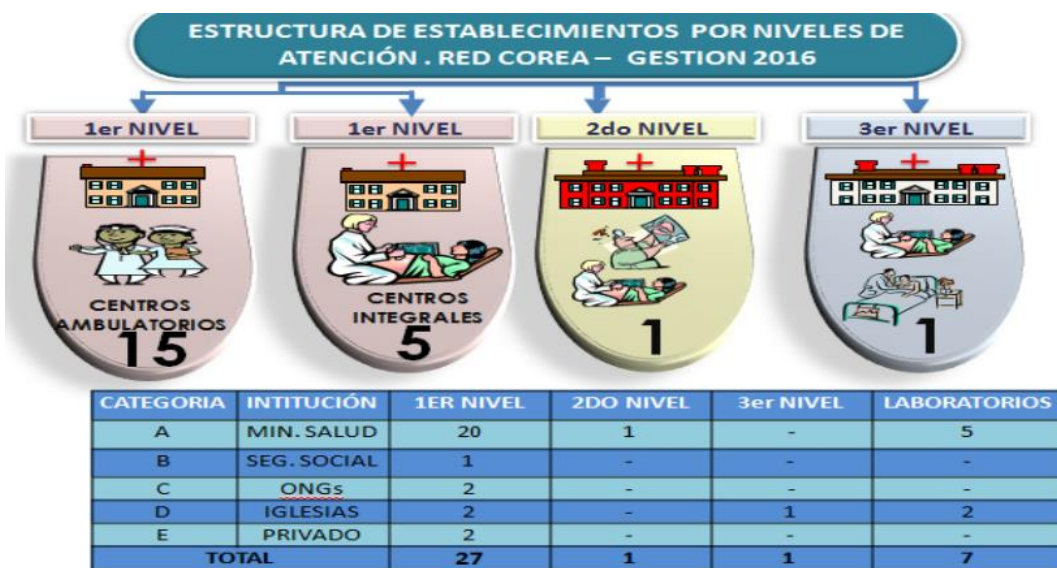 ESTRUCTURA DE ESTABLECIMIENTOS POR NIVELES DE
ATENCIÓN . RED COREA – GESTION 2016
1er NIVEL
1er NIVEL
2do NIVEL
3er NIVEL
CENTROS
AMBULATORIOS
15
CENTROS
INTEGRALES
5
1
1
CATEGORIA INTITUCIÓN 1ER NIVEL 2DO NIVEL 3er NIVEL LABORATORIOS
A MIN. SALUD 20 1 - 5
B SEG. SOCIAL 1 - - -
C ONGs 2 - - -
D IGLESIAS 2 - 1 2
E PRIVADO 2 - - -
TOTAL 27 1 1 7